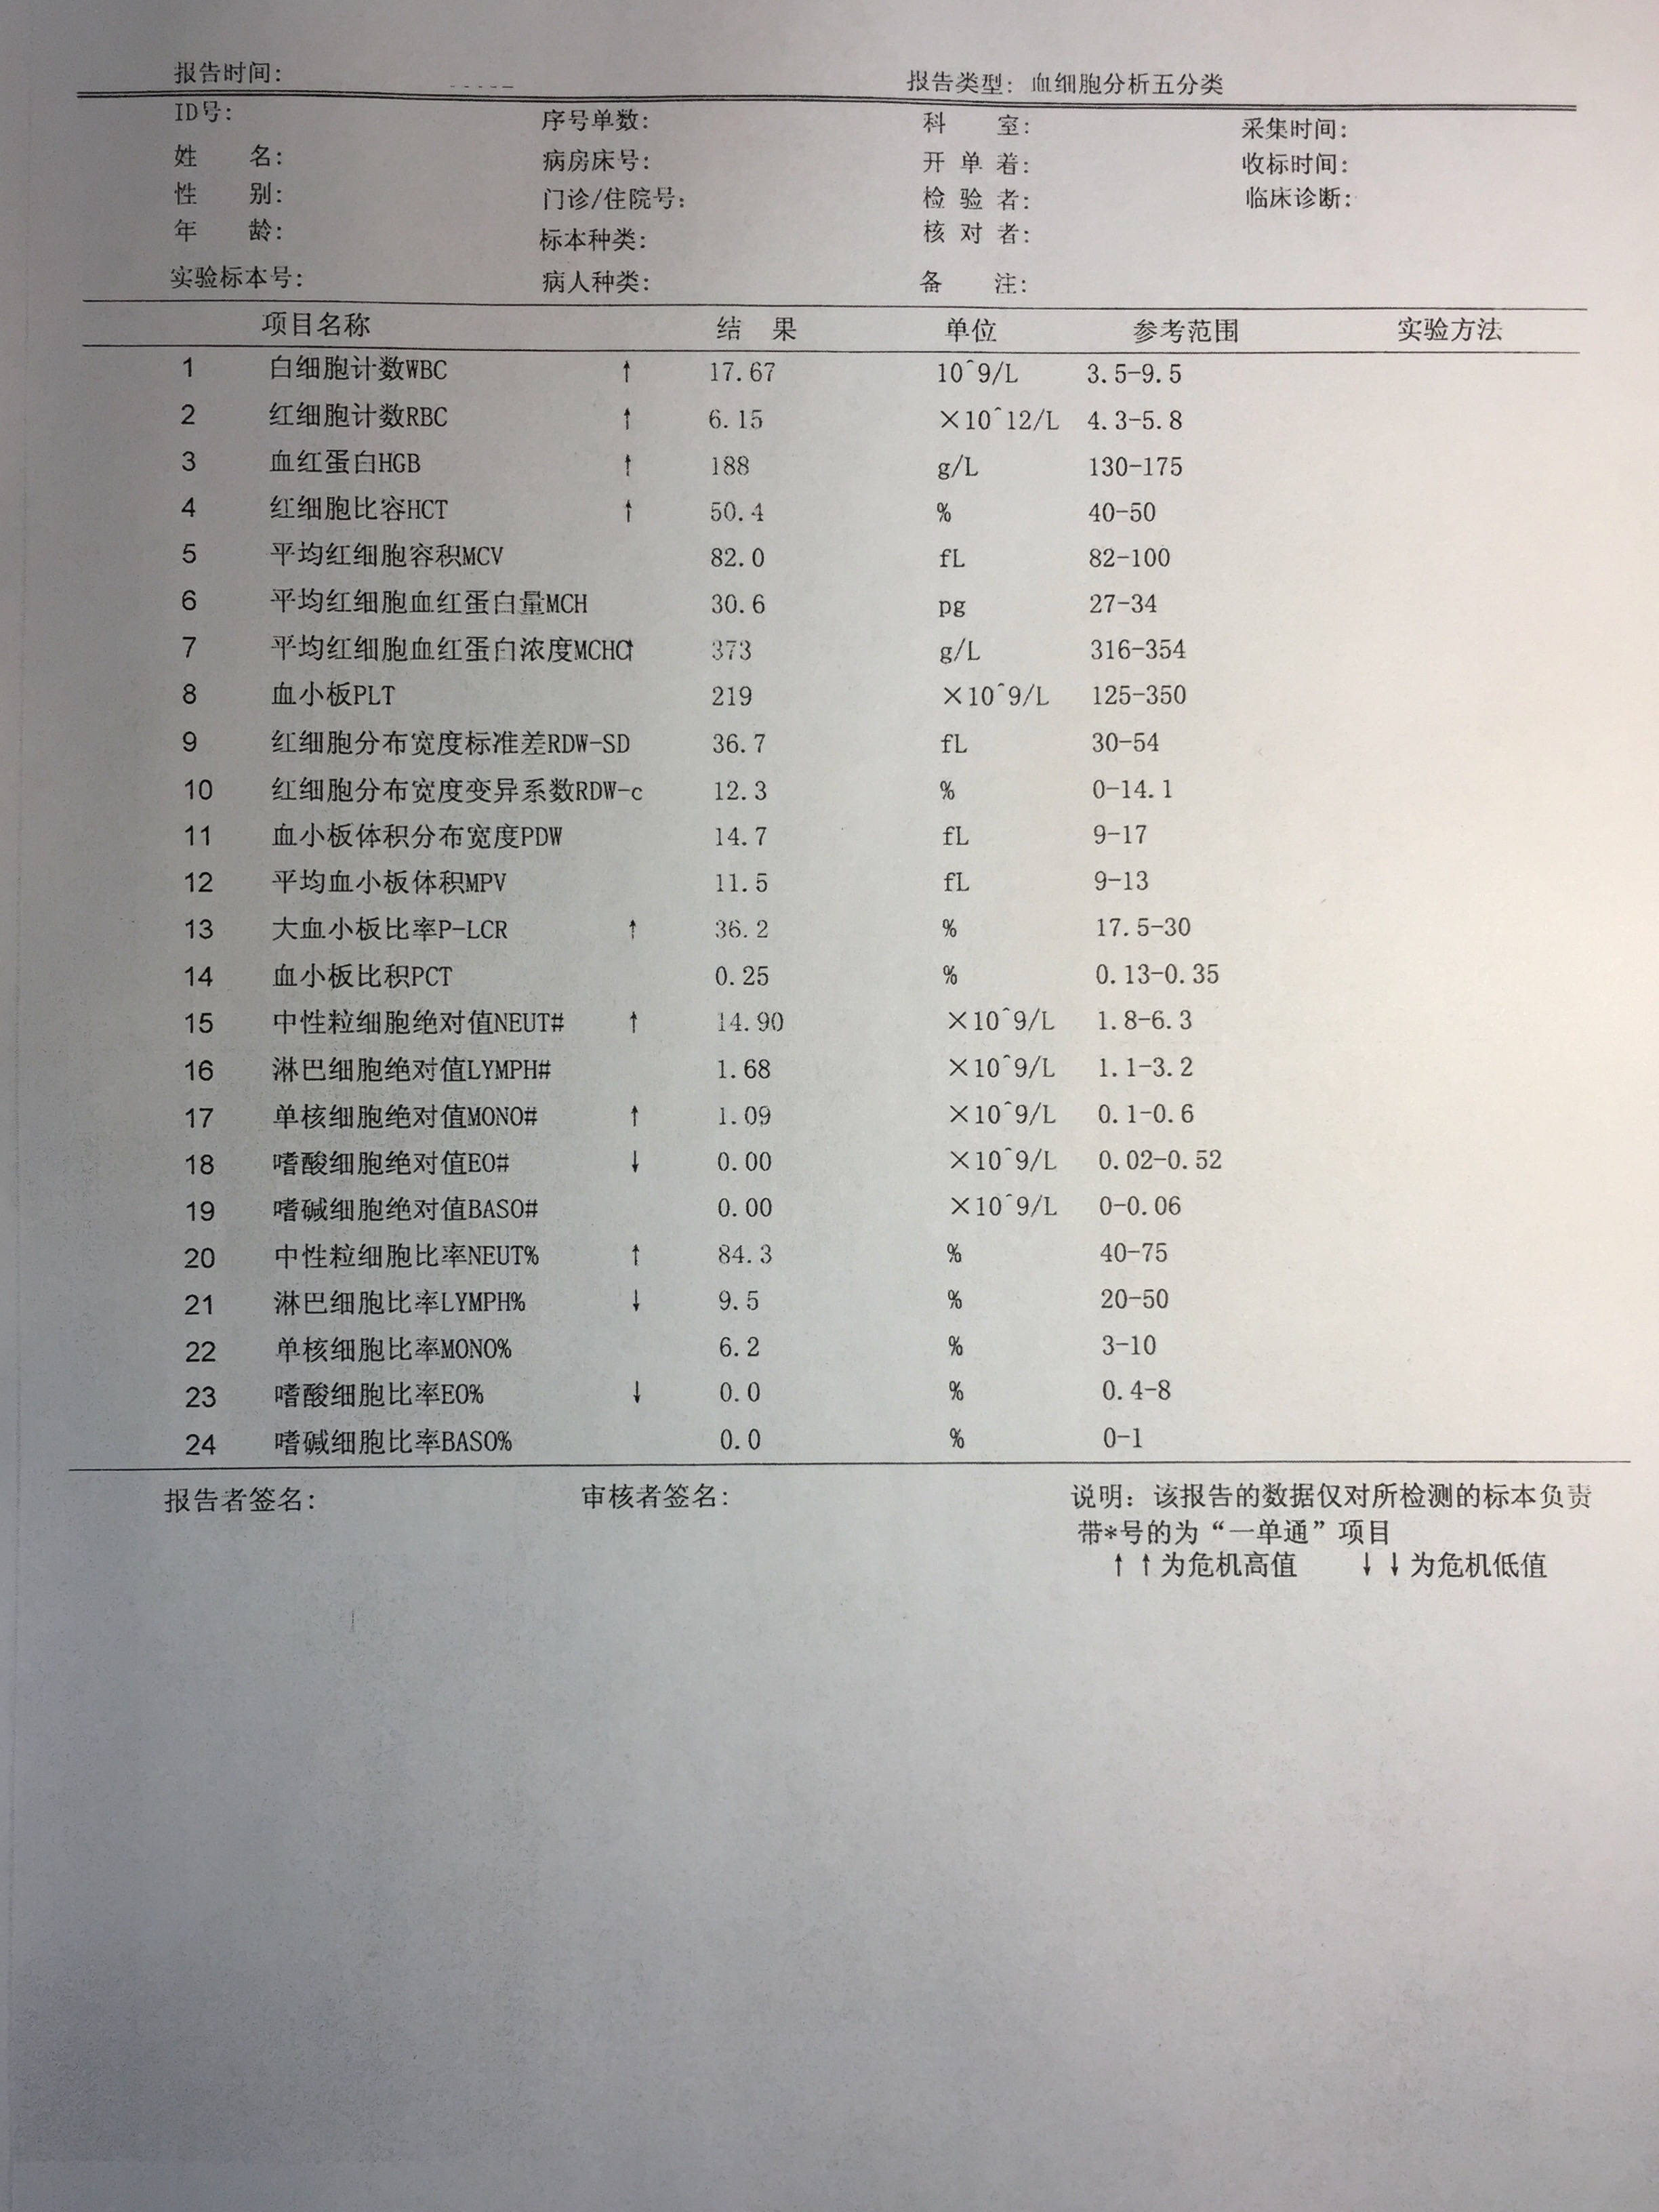 报告时间: 报告类型: 血细胞分析五分类
ID号: 序号单数: 科 室: 采集时间:
姓 名: 病房床号: 开 单 着: 收标时间:
性 别: 门诊/住院号: 检 验 者: 临床诊断:
年 龄: 标本种类: 核 对 者:
实验标本号: 病人种类: 备 注:
项目名称 结 果 单位 参考范围 实验方法
1 白细胞计数WBC ↑ 17.67 10^9/L 3.5-9.5
2 红细胞计数RBC ↑ 6.15 ×10^12/L 4.3-5.8
3 血红蛋白HGB ↑ 188 g/L 130-175
4 红细胞比容HCT ↑ 50.4 % 40-50
5 平均红细胞容积MCV 82.0 fL 82-100
6 平均红细胞血红蛋白量MCH 30.6 pg 27-34
7 平均红细胞血红蛋白浓度MCHC↑ 373 g/L 316-354
8 血小板PLT 219 ×10^9/L 125-350
9 红细胞分布宽度标准差RDW-SD 36.7 fL 30-54
10 红细胞分布宽度变异系数RDW-c 12.3 % 0-14.1
11 血小板体积分布宽度PDW 14.7 fL 9-17
12 平均血小板体积MPV 11.5 fL 9-13
13 大血小板比率P-LCR ↑ 36.2 % 17.5-30
14 血小板比积PCT 0.25 % 0.13-0.35
15 中性粒细胞绝对值NEUT# ↑ 14.90 ×10^9/L 1.8-6.3
16 淋巴细胞绝对值LYMPH# 1.68 ×10^9/L 1.1-3.2
17 单核细胞绝对值MONO# ↑ 1.09 ×10^9/L 0.1-0.6
18 嗜酸细胞绝对值EO# ↓ 0.00 ×10^9/L 0.02-0.52
19 嗜碱细胞绝对值BASO# 0.00 ×10^9/L 0-0.06
20 中性粒细胞比率NEUT% ↑ 84.3 % 40-75
21 淋巴细胞比率LYMPH% ↓ 9.5 % 20-50
22 单核细胞比率MONO% 6.2 % 3-10
23 嗜酸细胞比率EO% ↓ 0.0 % 0.4-8
24 嗜碱细胞比率BASO% 0.0 % 0-1
报告者签名: 审核者签名: 说明: 该报告的数据仅对所检测的标本负责
带*号的为“一单通”项目
↑↑为危机高值 ↓↓为危机低值